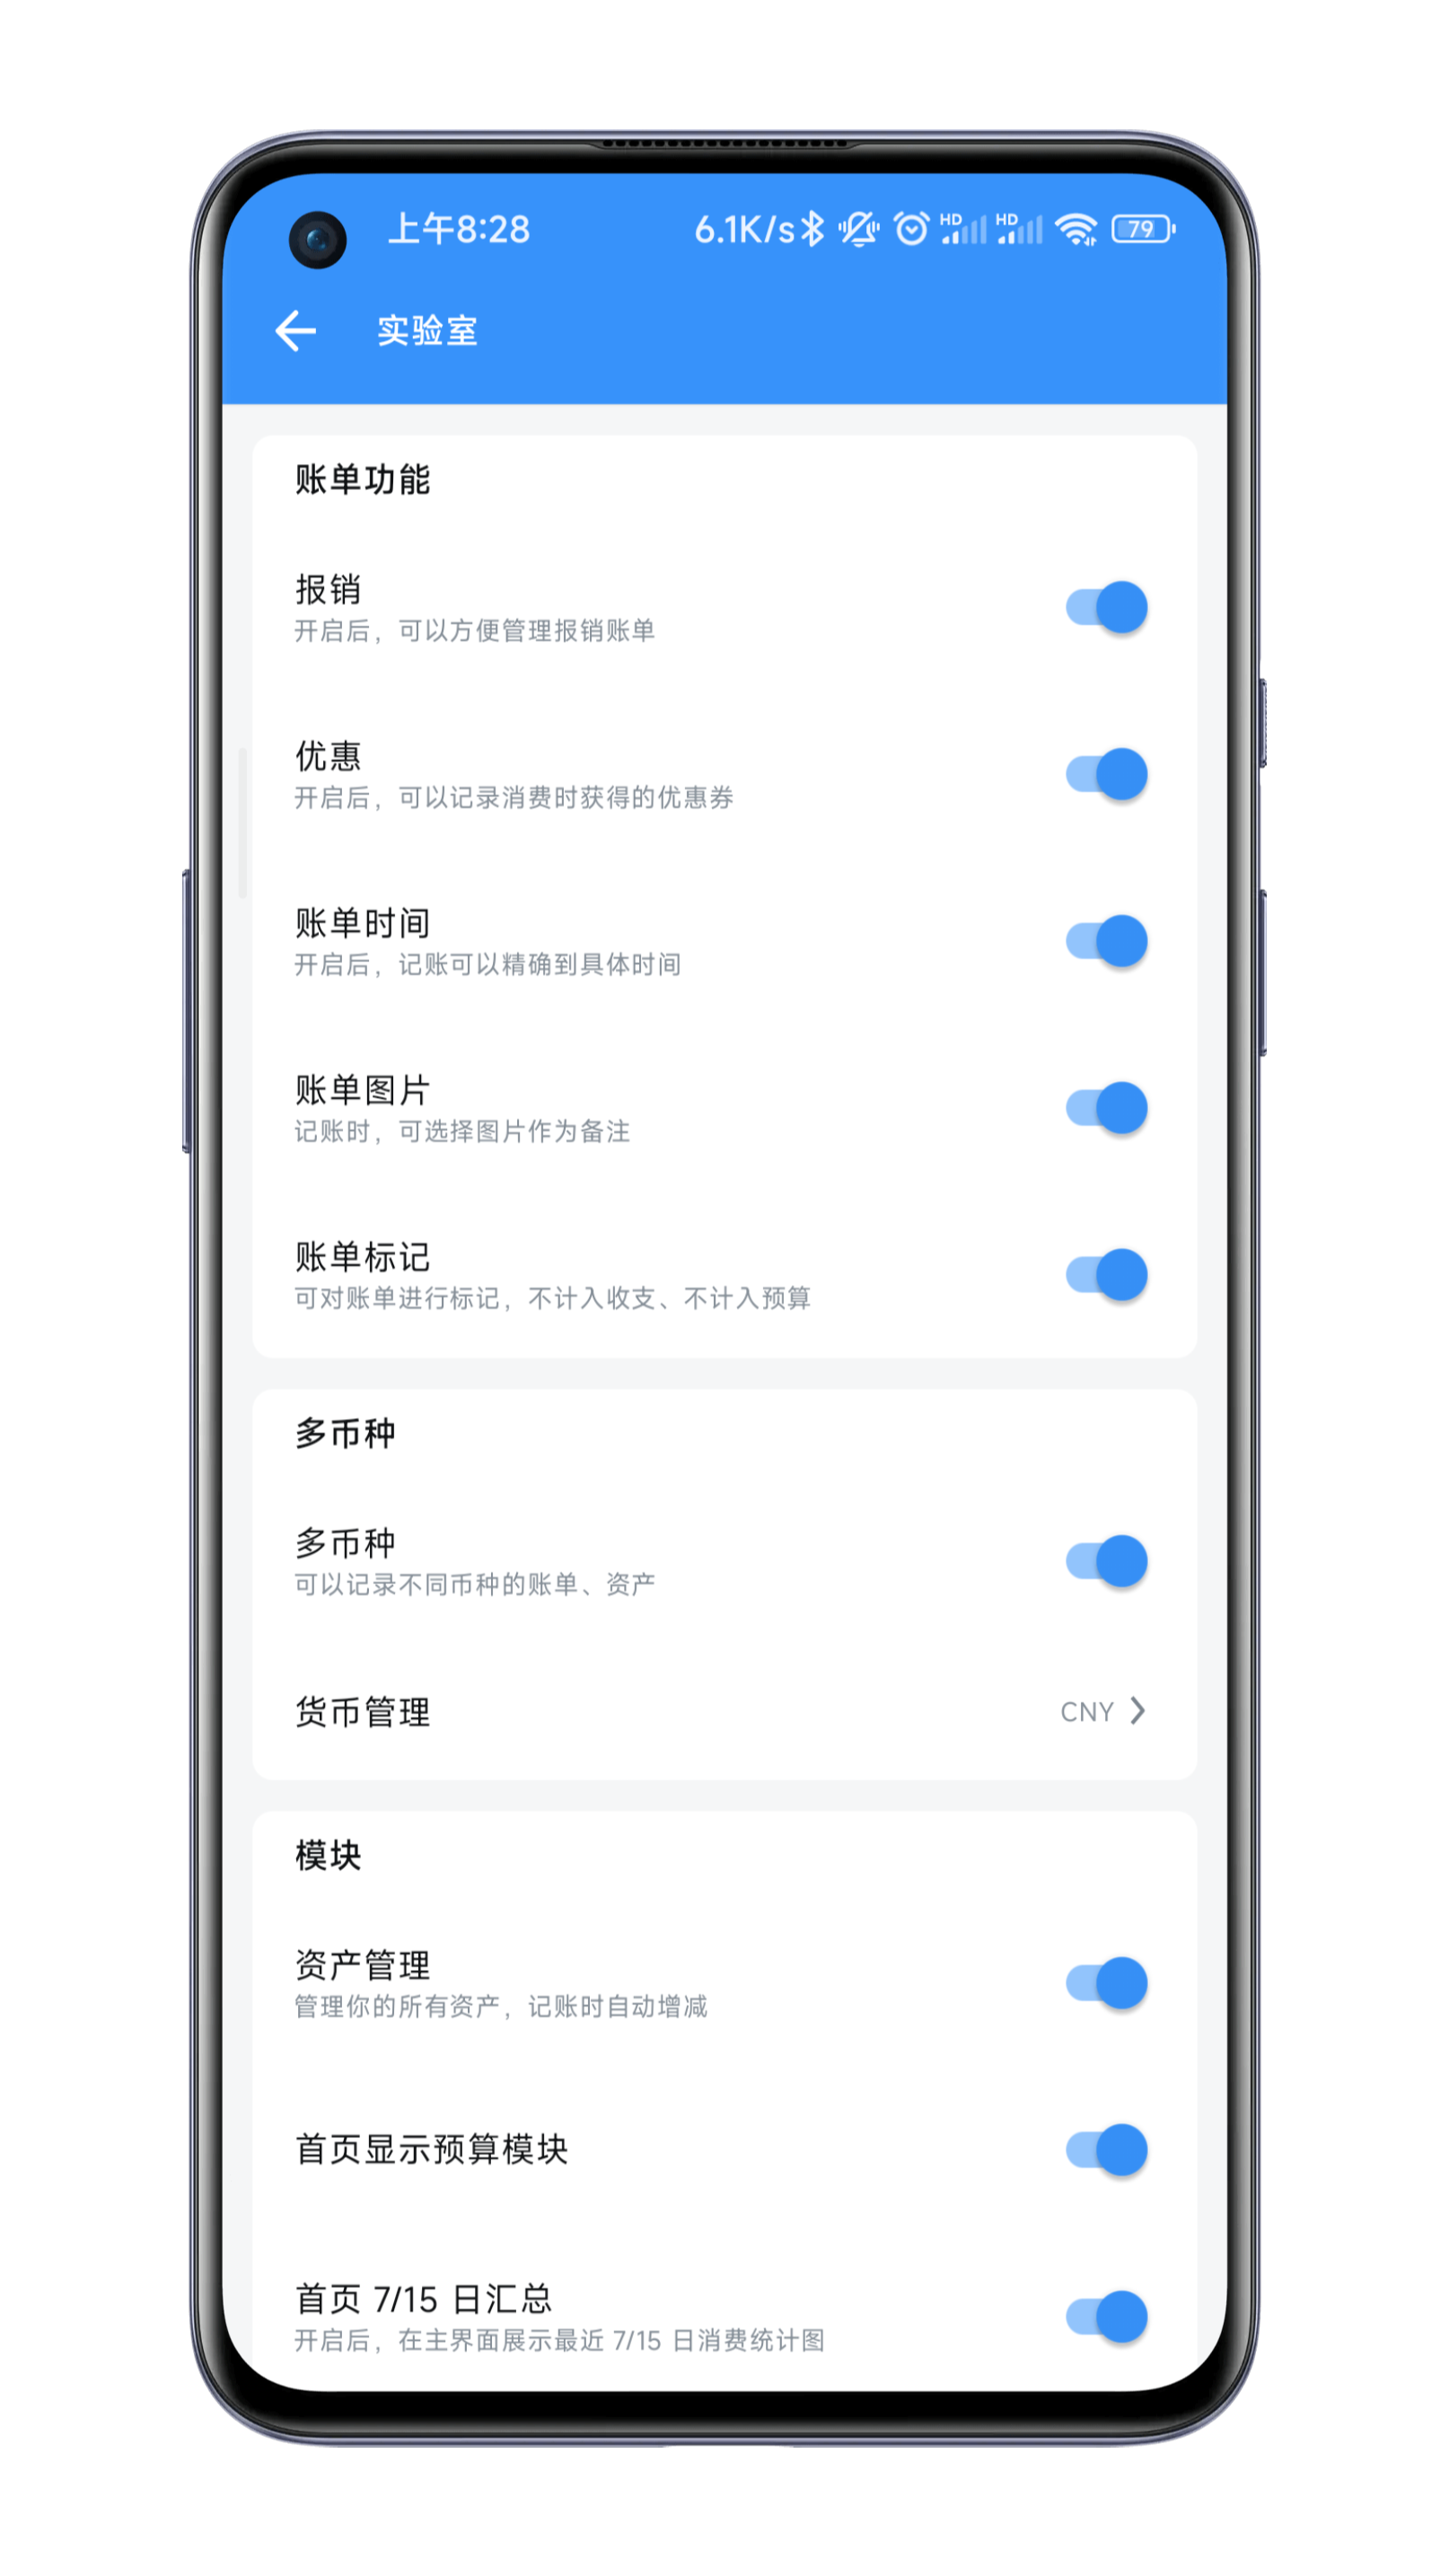 上午8:28 6.1K/s HD HD 79
实验室
账单功能
报销
开启后，可以方便管理报销账单
优惠
开启后，可以记录消费时获得的优惠券
账单时间
开启后，记账可以精确到具体时间
账单图片
记账时，可选择图片作为备注
账单标记
可对账单进行标记，不计入收支、不计入预算
多币种
多币种
可以记录不同币种的账单、资产
货币管理 CNY
模块
资产管理
管理你的所有资产，记账时自动增减
首页显示预算模块
首页 7/15 日汇总
开启后，在主界面展示最近 7/15 日消费统计图